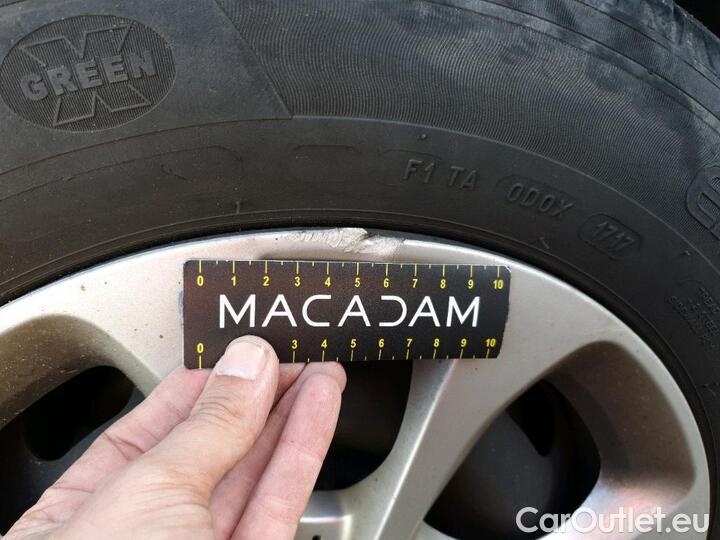 GREEN X
F1 TA ODOX 1717
0 1 2 3 4 5 6 7 8 9 10
MACADAM
0 3 4 5 6 7 8 9 10
CarOutlet.eu